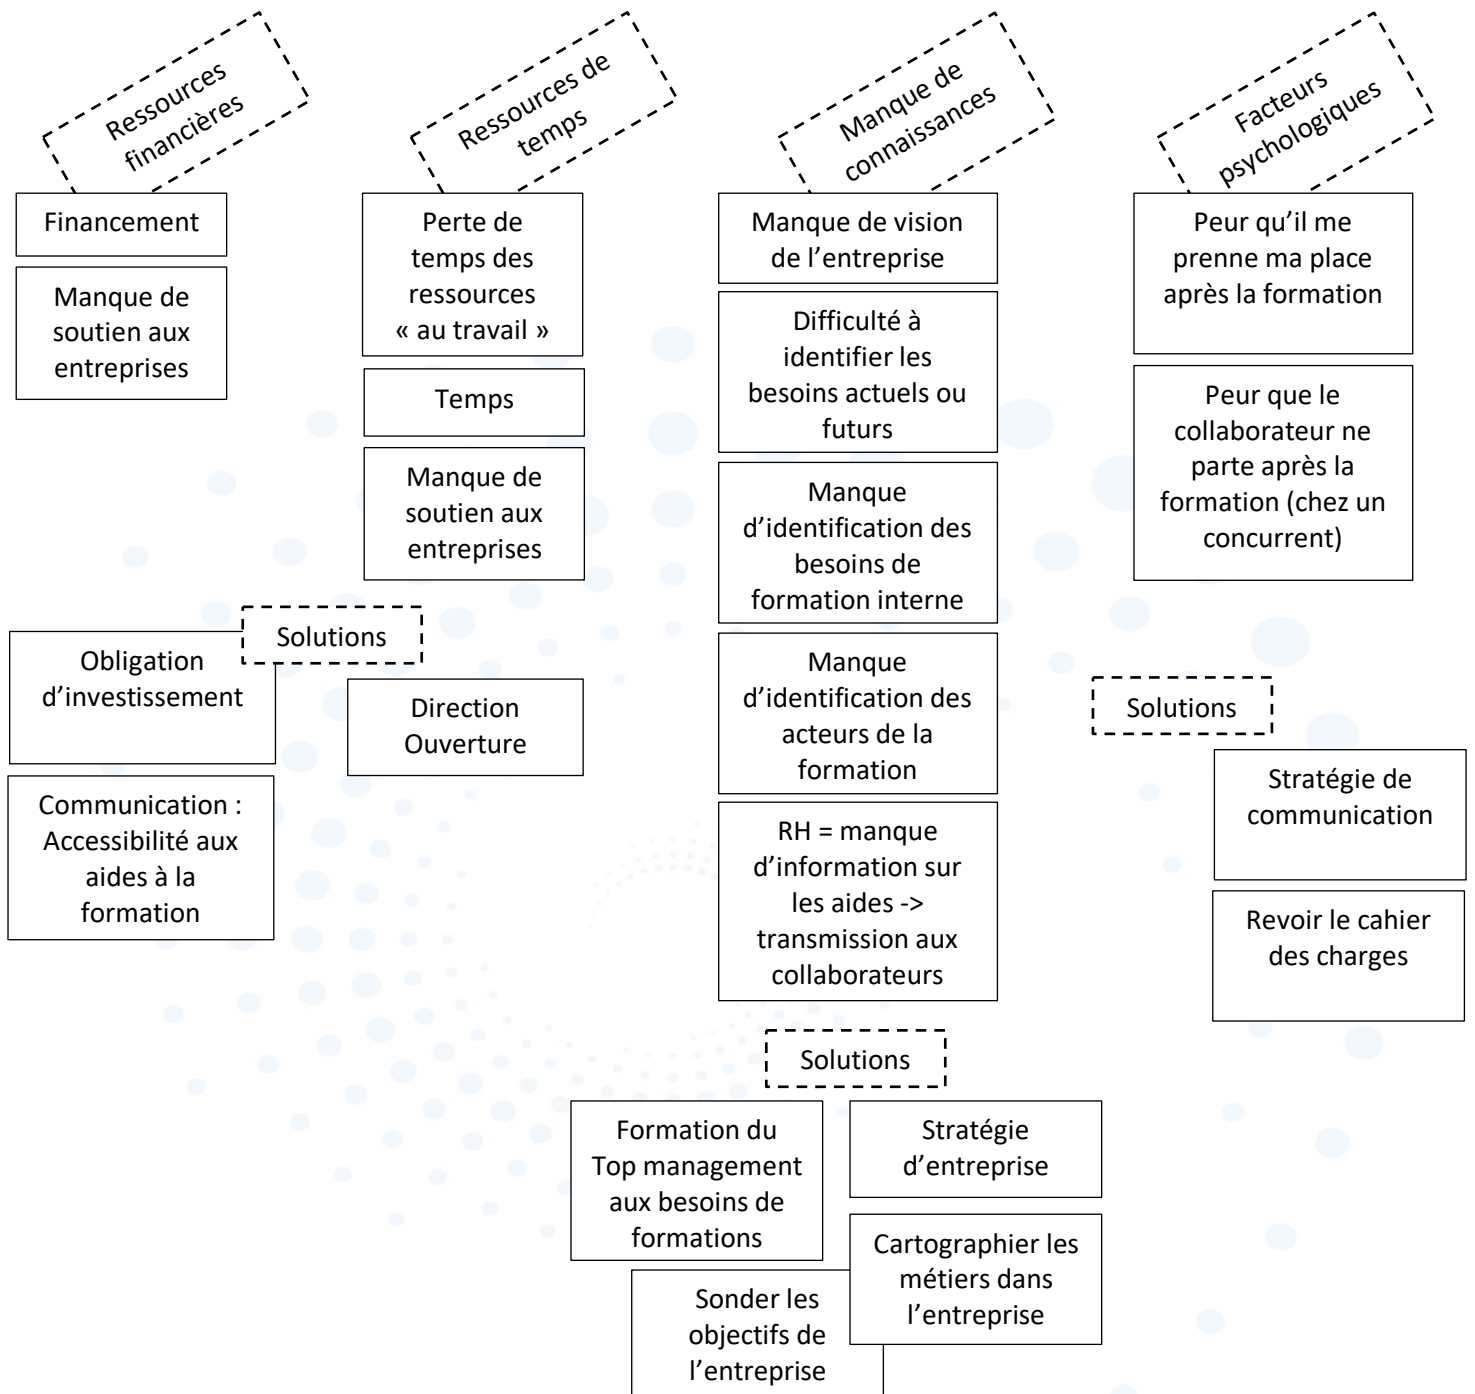 Ressources
financières
Financement
Manque de
soutien aux
entreprises
Ressources de
temps
Perte de
temps des
ressources
« au travail »
Temps
Manque de
soutien aux
entreprises
Solutions
Obligation
d’investissement
Communication :
Accessibilité aux
aides à la
formation
Direction
Ouverture
Manque de
connaissances
Manque de vision
de l’entreprise
Difficulté à
identifier les
besoins actuels ou
futurs
Manque
d’identification des
besoins de
formation interne
Manque
d’identification des
acteurs de la
formation
RH = manque
d’information sur
les aides ->
transmission aux
collaborateurs
Solutions
Formation du
Top management
aux besoins de
formations
Stratégie
d’entreprise
Sonder les
objectifs de
l’entreprise
Cartographier les
métiers dans
l’entreprise
Facteurs
psychologiques
Peur qu’il me
prenne ma place
après la formation
Peur que le
collaborateur ne
parte après la
formation (chez un
concurrent)
Solutions
Stratégie de
communication
Revoir le cahier
des charges